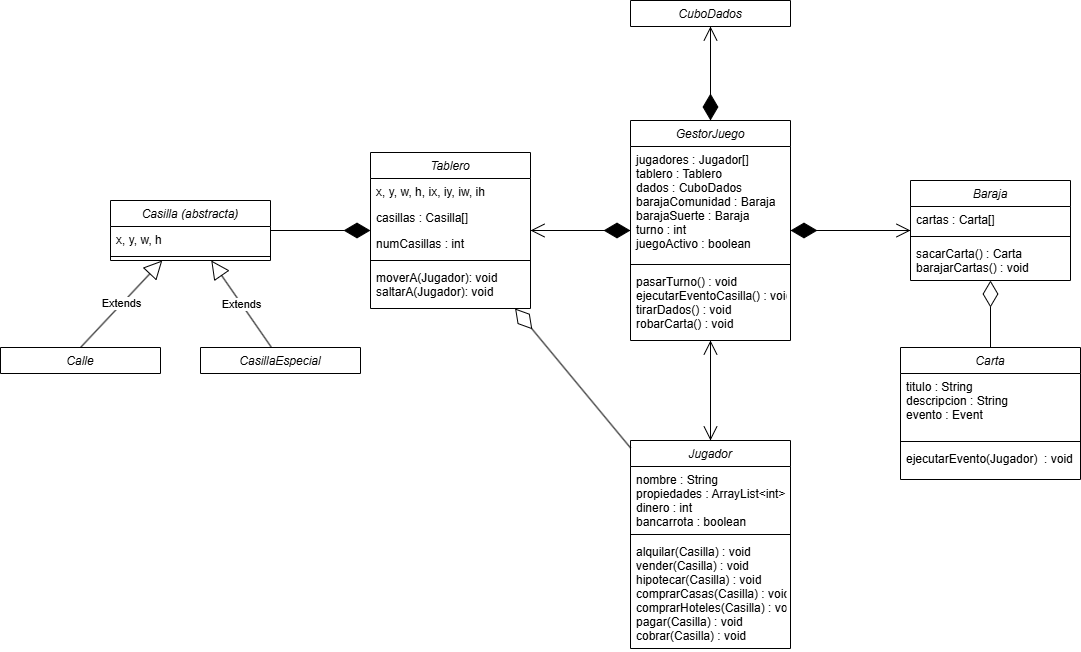 CuboDados
GestorJuego
jugadores : Jugador[]
tablero : Tablero
dados : CuboDados
barajaComunidad : Baraja
barajaSuerte : Baraja
turno : int
juegoActivo : boolean
pasarTurno() : void
ejecutarEventoCasilla() : voi
tirarDados() : void
robarCarta() : void
Tablero
x, y, w, h, ix, iy, iw, ih
casillas : Casilla[]
numCasillas : int
moverA(Jugador): void
saltarA(Jugador): void
Casilla (abstracta)
x, y, w, h
Extends
Extends
Calle
CasillaEspecial
Baraja
cartas : Carta[]
sacarCarta() : Carta
barajarCartas() : void
Carta
titulo : String
descripcion : String
evento : Event
ejecutarEvento(Jugador) : void
Jugador
nombre : String
propiedades : ArrayList<int>
dinero : int
bancarrota : boolean
alquilar(Casilla) : void
vender(Casilla) : void
hipotecar(Casilla) : void
comprarCasas(Casilla) : void
comprarHoteles(Casilla) : vo
pagar(Casilla) : void
cobrar(Casilla) : void